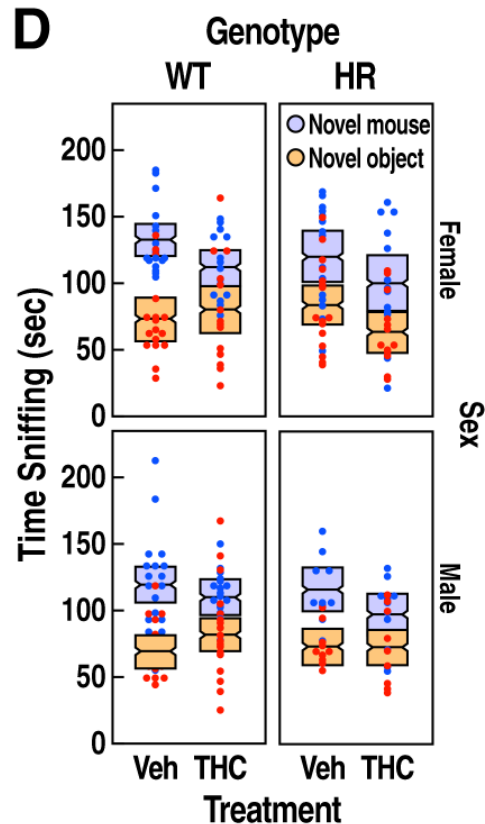 D
Genotype
WT
HR
Novel mouse
Novel object
200
150
100
50
0
Female
200
150
100
50
0
Male
Time Sniffing (sec)
Sex
Veh
THC
Veh
THC
Treatment